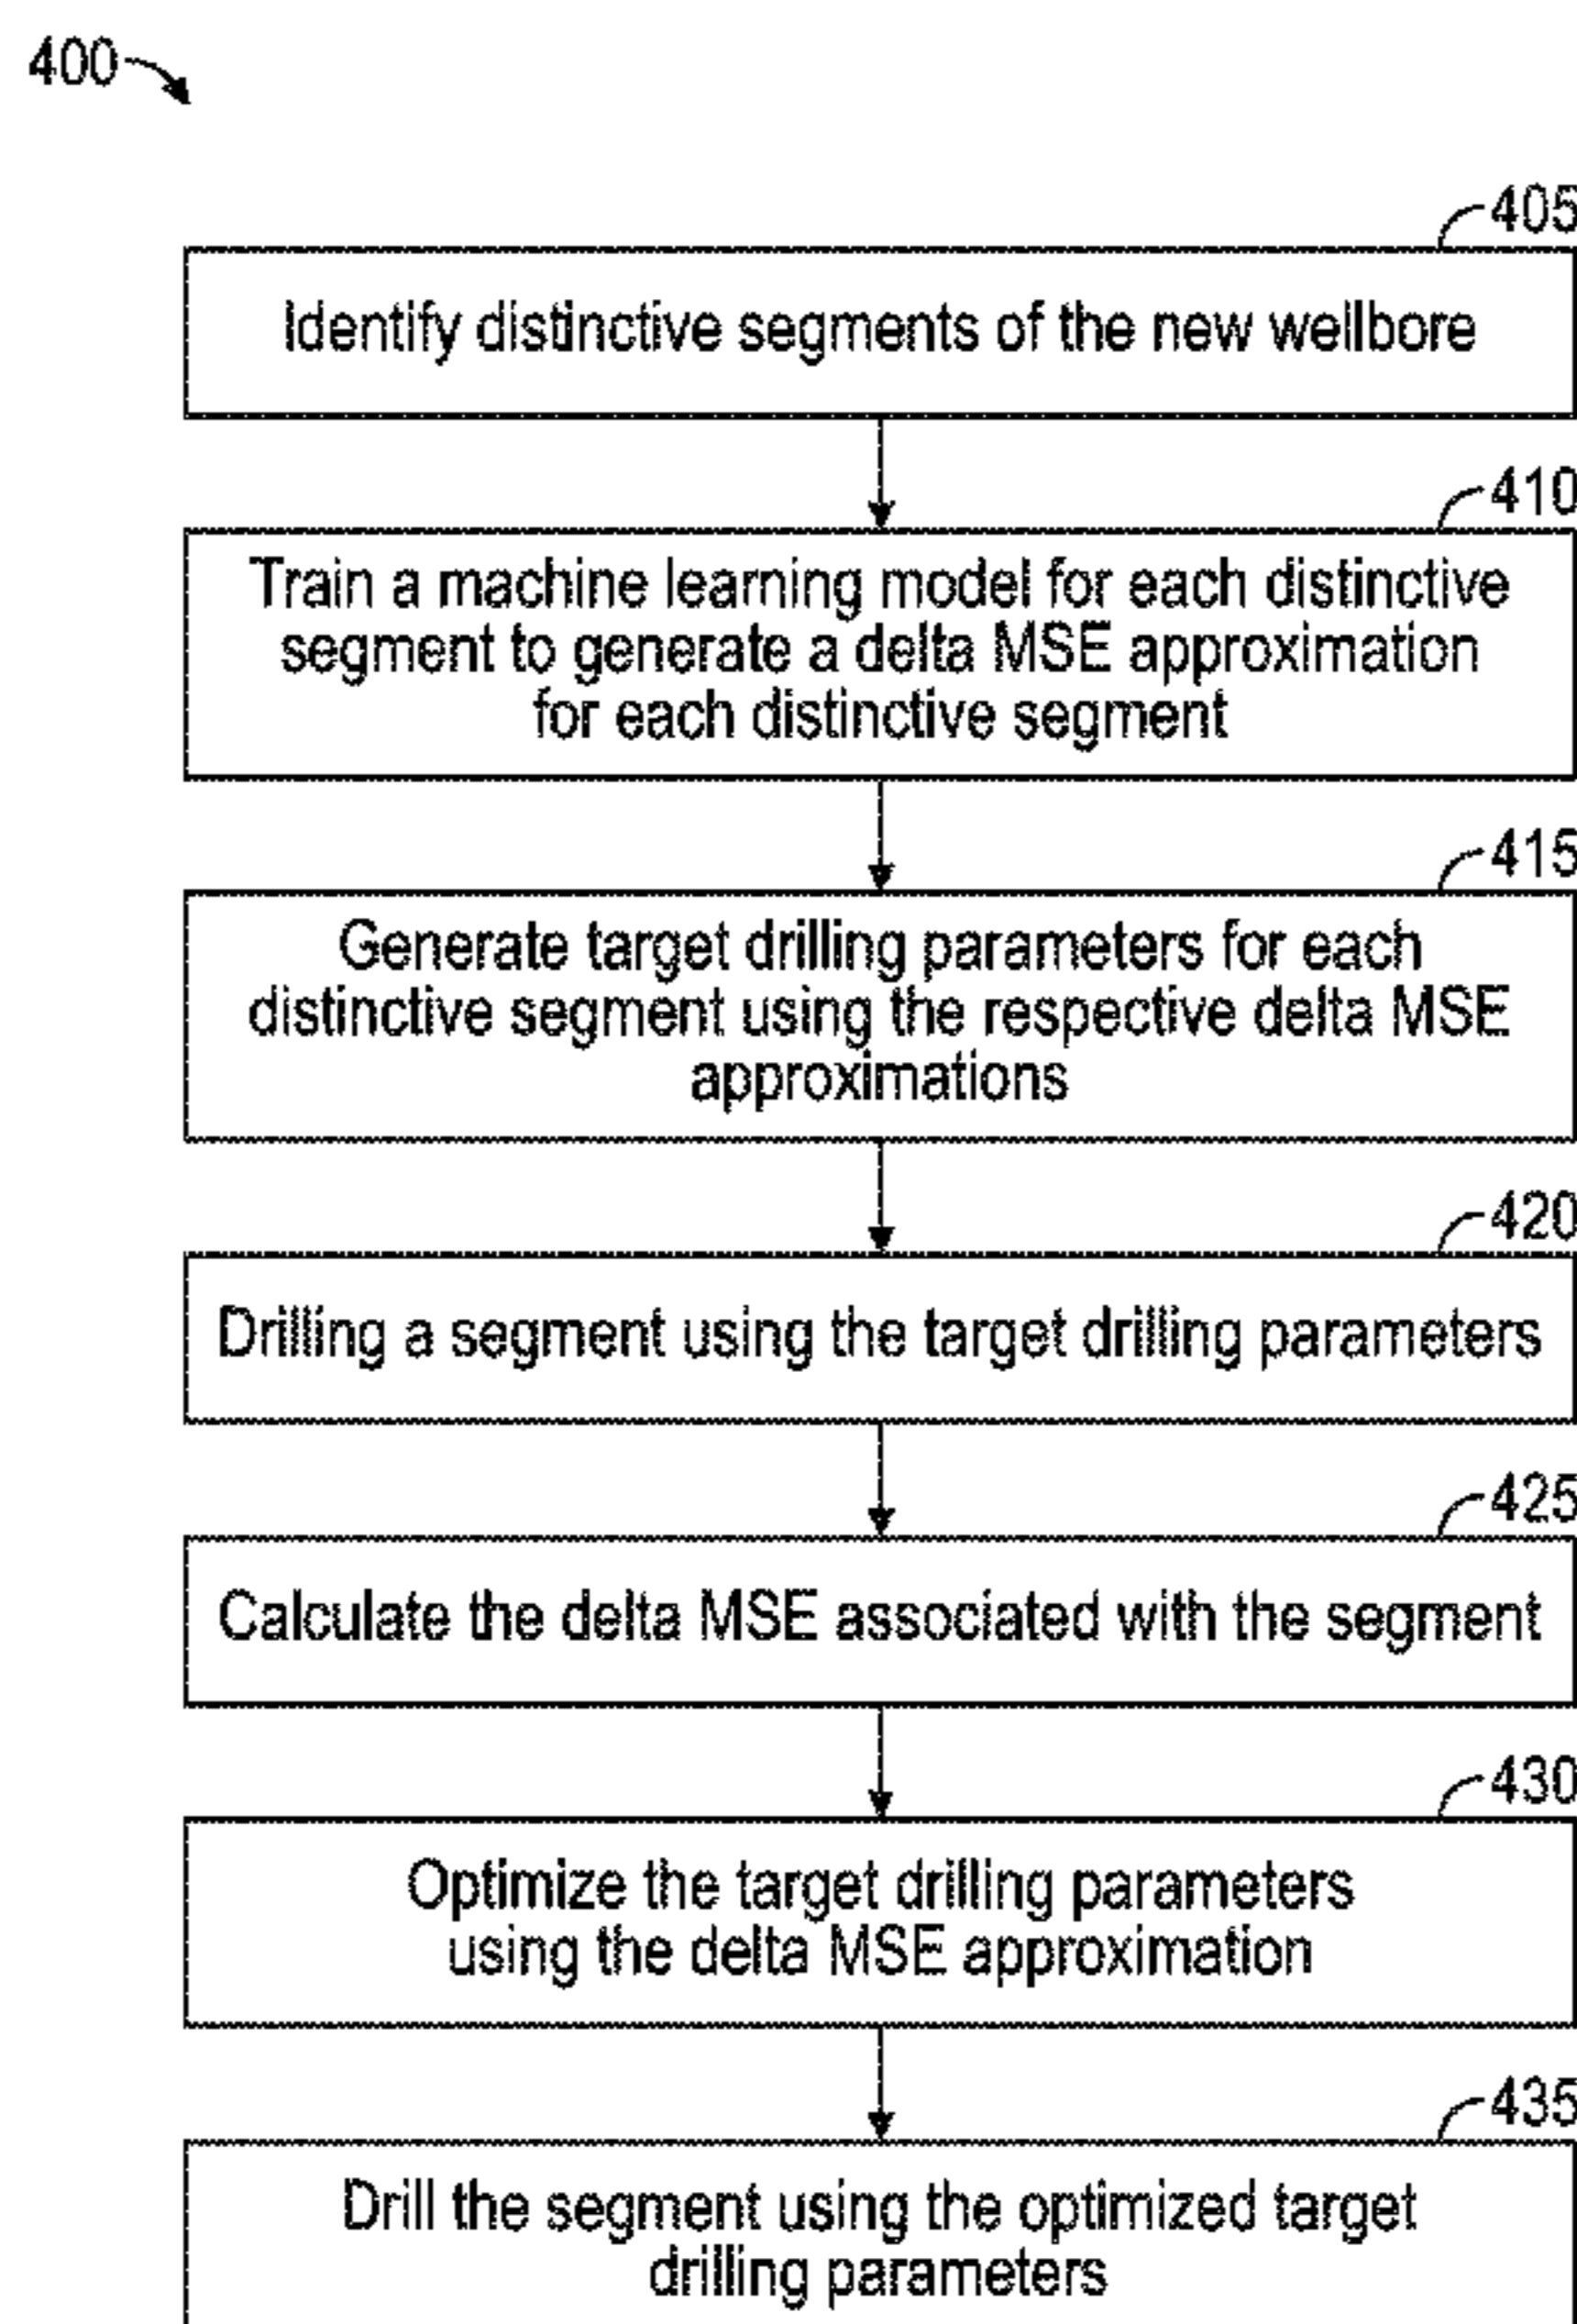 400
405
Identify distinctive segments of the new wellbore
410
Train a machine learning model for each distinctive
segment to generate a delta MSE approximation
for each distinctive segment
415
Generate target drilling parameters for each
distinctive segment using the respective delta MSE
approximations
420
Drilling a segment using the target drilling parameters
425
Calculate the delta MSE associated with the segment
430
Optimize the target drilling parameters
using the delta MSE approximation
435
Drill the segment using the optimized target
drilling parameters